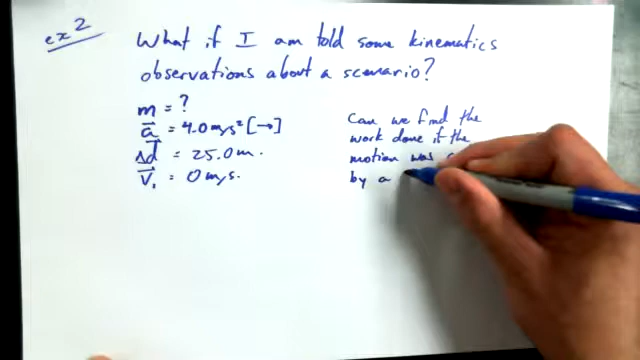 ex 2
What if I am told some kinematics
observations about a scenario?
m = ?
a⃗ = 4.0 m/s² [→]
Δd⃗ = 25.0 m.
v⃗₁ = 0 m/s.
Can we find the
work done if the
motion was
by a